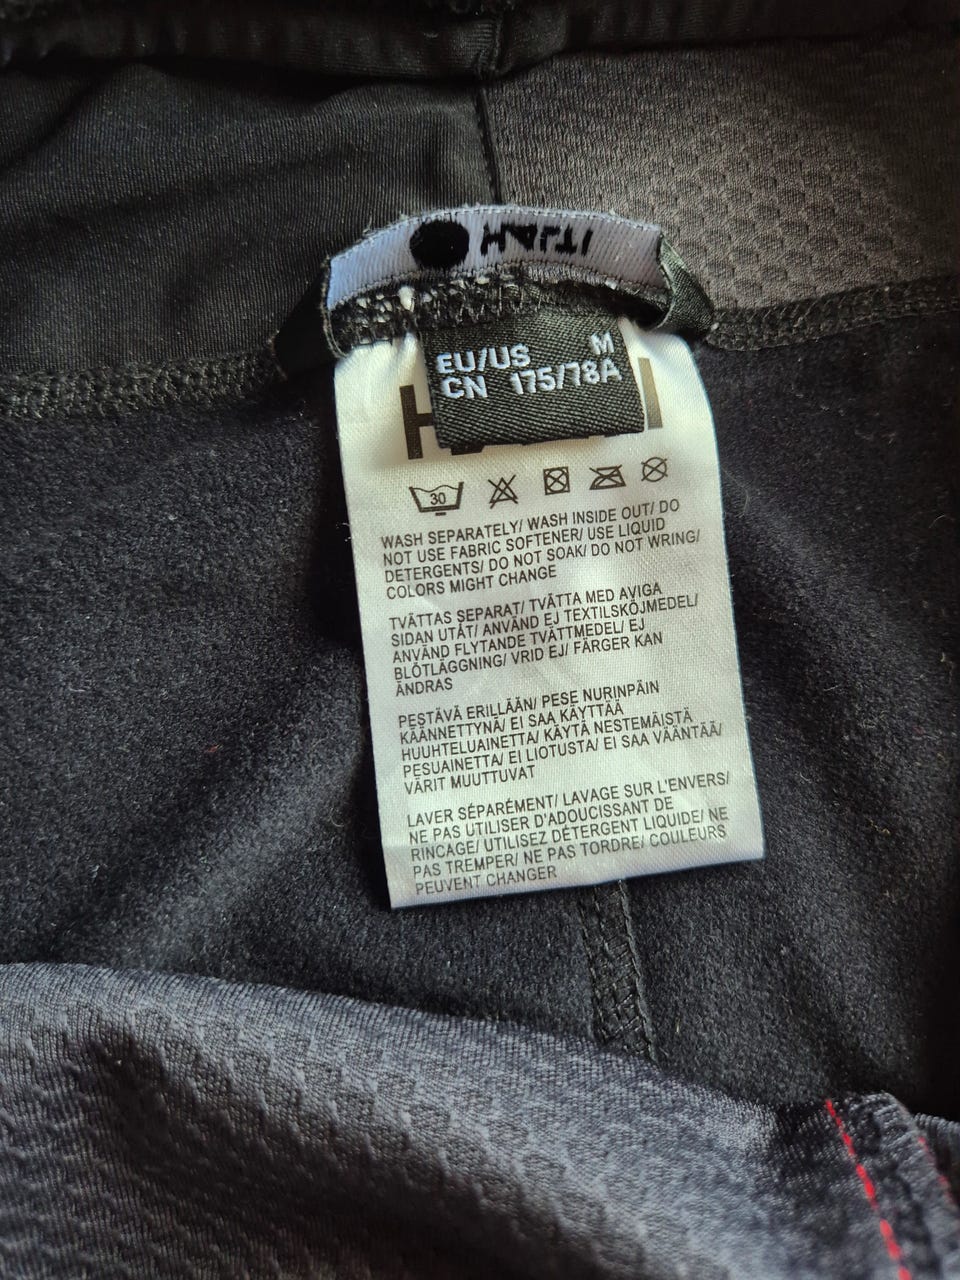 HALTI
EU/US M
CN 175/78A
30
WASH SEPARATELY/ WASH INSIDE OUT/ DO
NOT USE FABRIC SOFTENER/ USE LIQUID
DETERGENTS/ DO NOT SOAK/ DO NOT WRING/
COLORS MIGHT CHANGE
TVÄTTAS SEPARAT/ TVÄTTA MED AVIGA
SIDAN UTÅT/ ANVÄND EJ TEXTILSKÖJMEDEL/
ANVÄND FLYTANDE TVÄTTMEDEL/ EJ
BLÖTLÄGGNING/ VRID EJ/ FÄRGER KAN
ÄNDRAS
PESTÄVÄ ERILLÄÄN/ PESE NURINPÄIN
KÄÄNNETTYNÄ/ EI SAA KÄYTTÄÄ
HUUHTELUAINETTA/ KÄYTÄ NESTEMÄISTÄ
PESUAINETTA/ EI LIOTUSTA/ EI SAA VÄÄNTÄÄ/
VÄRIT MUUTTUVAT
LAVER SÉPARÉMENT/ LAVAGE SUR L'ENVERS/
NE PAS UTILISER D'ADOUCISSANT DE
RINCAGE/ UTILISEZ DÉTERGENT LIQUIDE/ NE
PAS TREMPER/ NE PAS TORDRE/ COULEURS
PEUVENT CHANGER